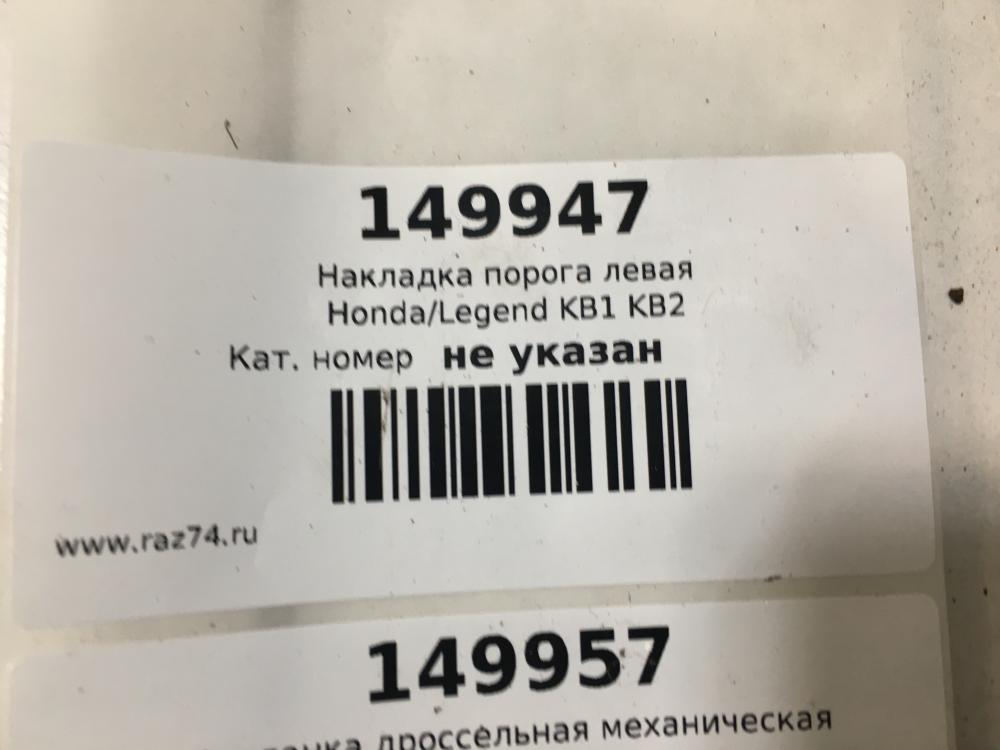 149947
Накладка порога левая
Honda/Legend KB1 KB2
Кат. номер не указан
www.raz74.ru
149957
дроссельная механическая